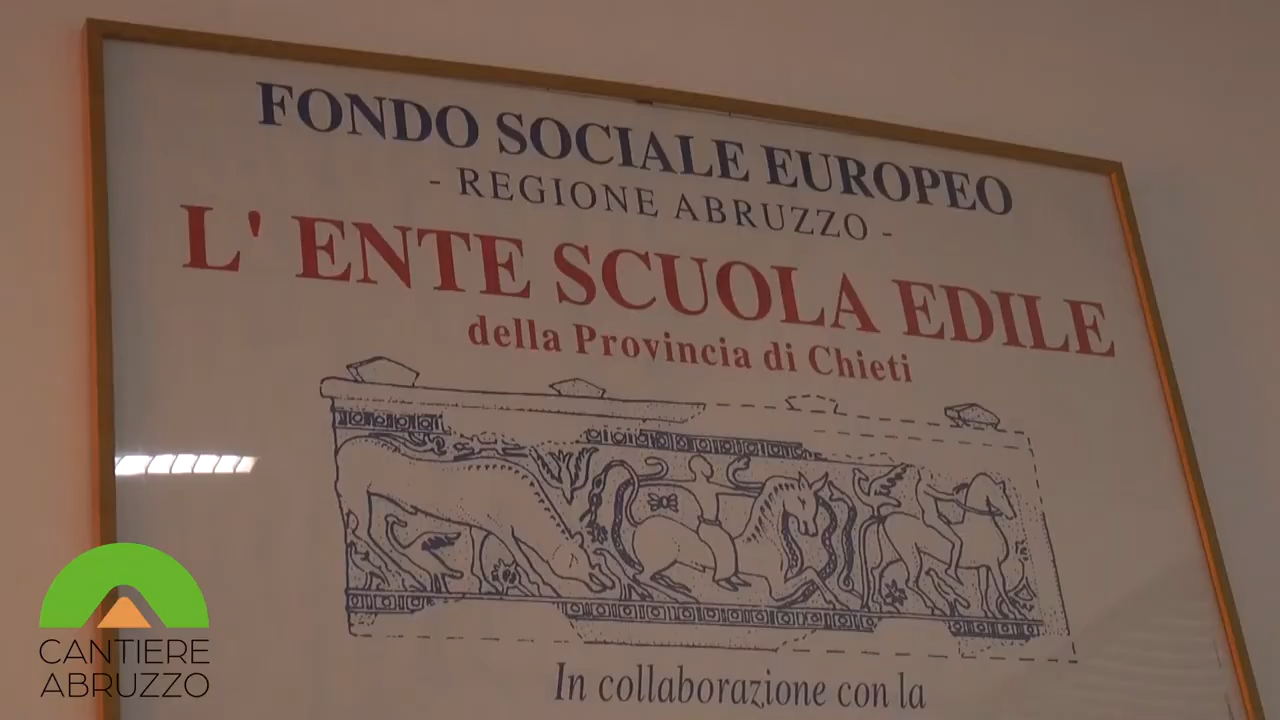 FONDO SOCIALE EUROPEO
- REGIONE ABRUZZO -
L' ENTE SCUOLA EDILE
della Provincia di Chieti
In collaborazione con la
CANTIERE
ABRUZZO